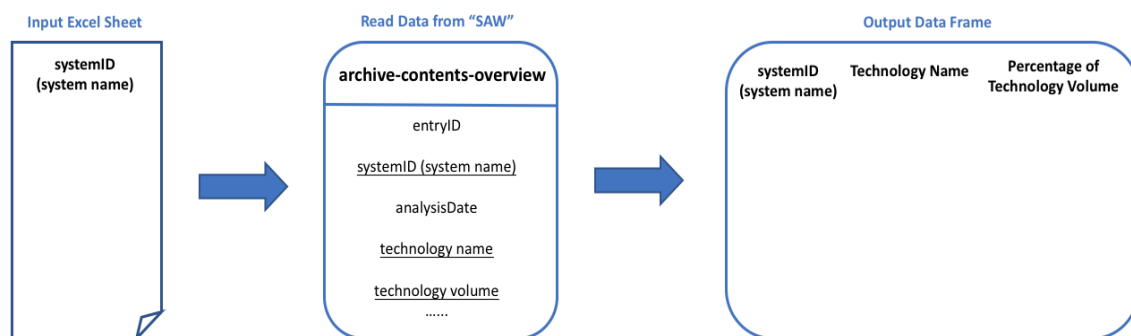 Input Excel Sheet
systemID
(system name)
Read Data from “SAW”
archive-contents-overview
entryID
systemID (system name)
analysisDate
technology name
technology volume
......
Output Data Frame
systemID
(system name)
Technology Name
Percentage of
Technology Volume